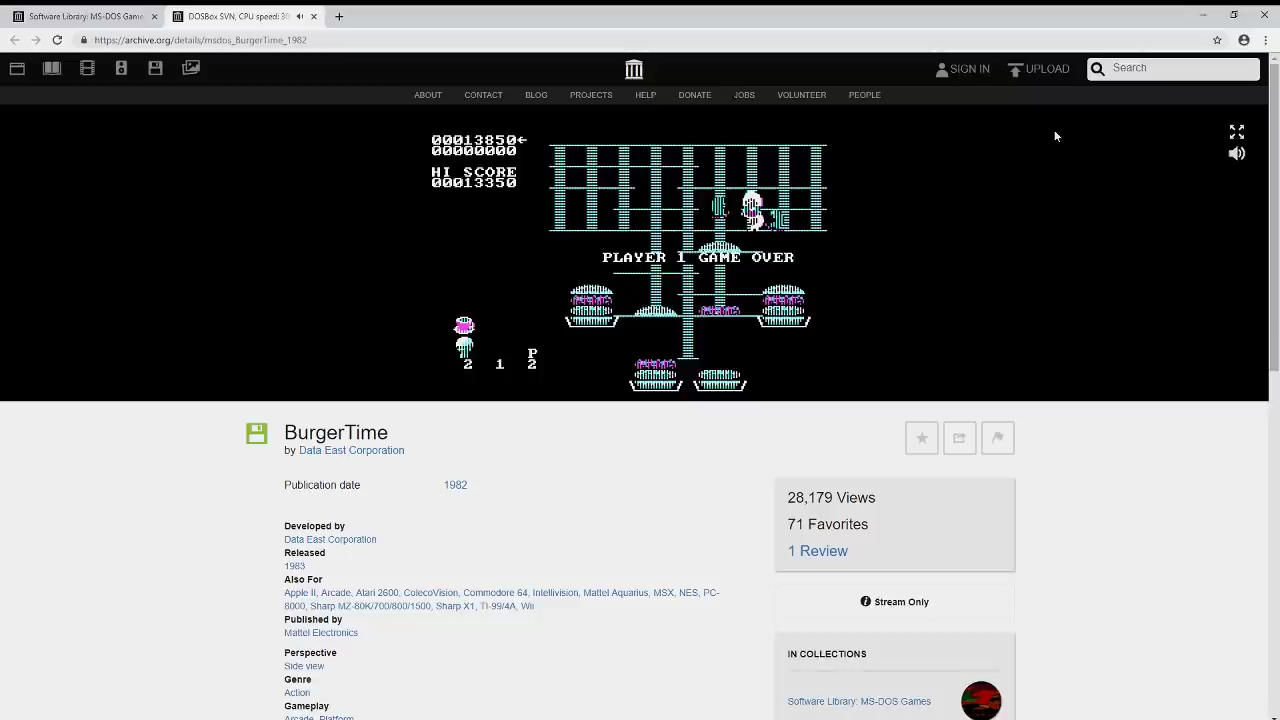 Software Library: MS-DOS Game
DOSBox SVN, CPU speed: 30
https://archive.org/details/msdos_BurgerTime_1982
SIGN IN
UPLOAD
Search
ABOUT
CONTACT
BLOG
PROJECTS
HELP
DONATE
JOBS
VOLUNTEER
PEOPLE
00013850←
00000000
HI SCORE
00013350
PLAYER 1 GAME OVER
P
2 1 2
BurgerTime
by Data East Corporation
Publication date 1982
Developed by
Data East Corporation
Released
1983
Also For
Apple II, Arcade, Atari 2600, ColecoVision, Commodore 64, Intellivision, Mattel Aquarius, MSX, NES, PC-
8000, Sharp MZ-80K/700/800/1500, Sharp X1, TI-99/4A, Wii
Published by
Mattel Electronics
Perspective
Side view
Genre
Action
Gameplay
Arcade, Platform
28,179 Views
71 Favorites
1 Review
Stream Only
IN COLLECTIONS
Software Library: MS-DOS Games